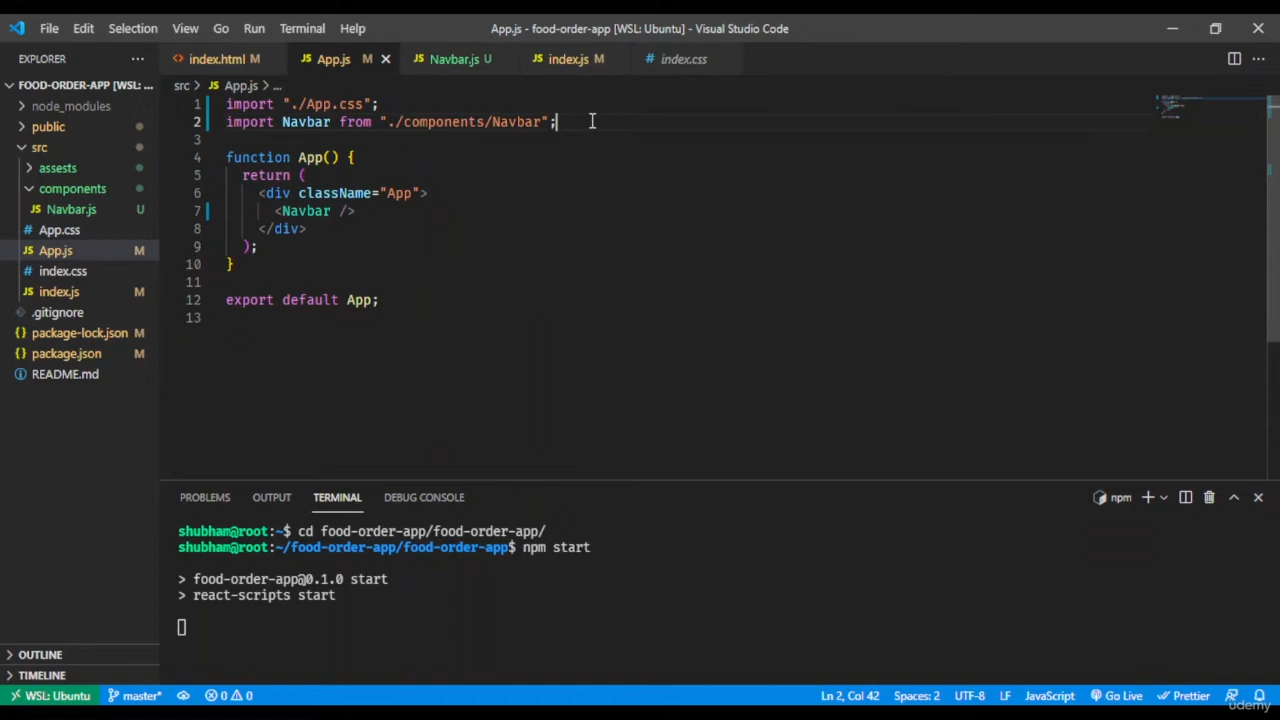 File Edit Selection View Go Run Terminal Help App.js - food-order-app [WSL: Ubuntu] - Visual Studio Code
EXPLORER ... index.html M App.js M Navbar.js U index.js M index.css
FOOD-ORDER-APP [WSL: ... src > App.js > ...
node_modules
public
src
assests
components
Navbar.js U
App.css
App.js M
index.css
index.js M
.gitignore
package-lock.json M
package.json M
README.md
OUTLINE
TIMELINE
1 import "./App.css";
2 import Navbar from "./components/Navbar";
3
4 function App() {
5 return (
6 <div className="App">
7 <Navbar />
8 </div>
9 );
10 }
11
12 export default App;
13
PROBLEMS OUTPUT TERMINAL DEBUG CONSOLE npm
shubham@root:~$ cd food-order-app/food-order-app/
shubham@root:~/food-order-app/food-order-app$ npm start
> food-order-app@0.1.0 start
> react-scripts start
WSL: Ubuntu master* 0 0 Ln 2, Col 42 Spaces: 2 UTF-8 LF JavaScript Go Live Prettier
udemy